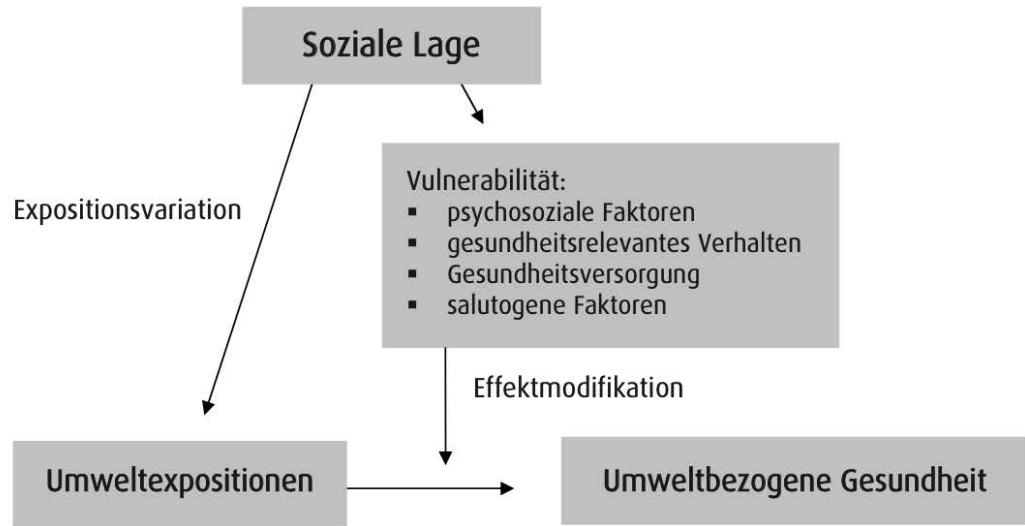 Soziale Lage
Expositionsvariation
Vulnerabilität:
▪ psychosoziale Faktoren
▪ gesundheitsrelevantes Verhalten
▪ Gesundheitsversorgung
▪ salutogene Faktoren
Effektmodifikation
Umweltexpositionen
Umweltbezogene Gesundheit